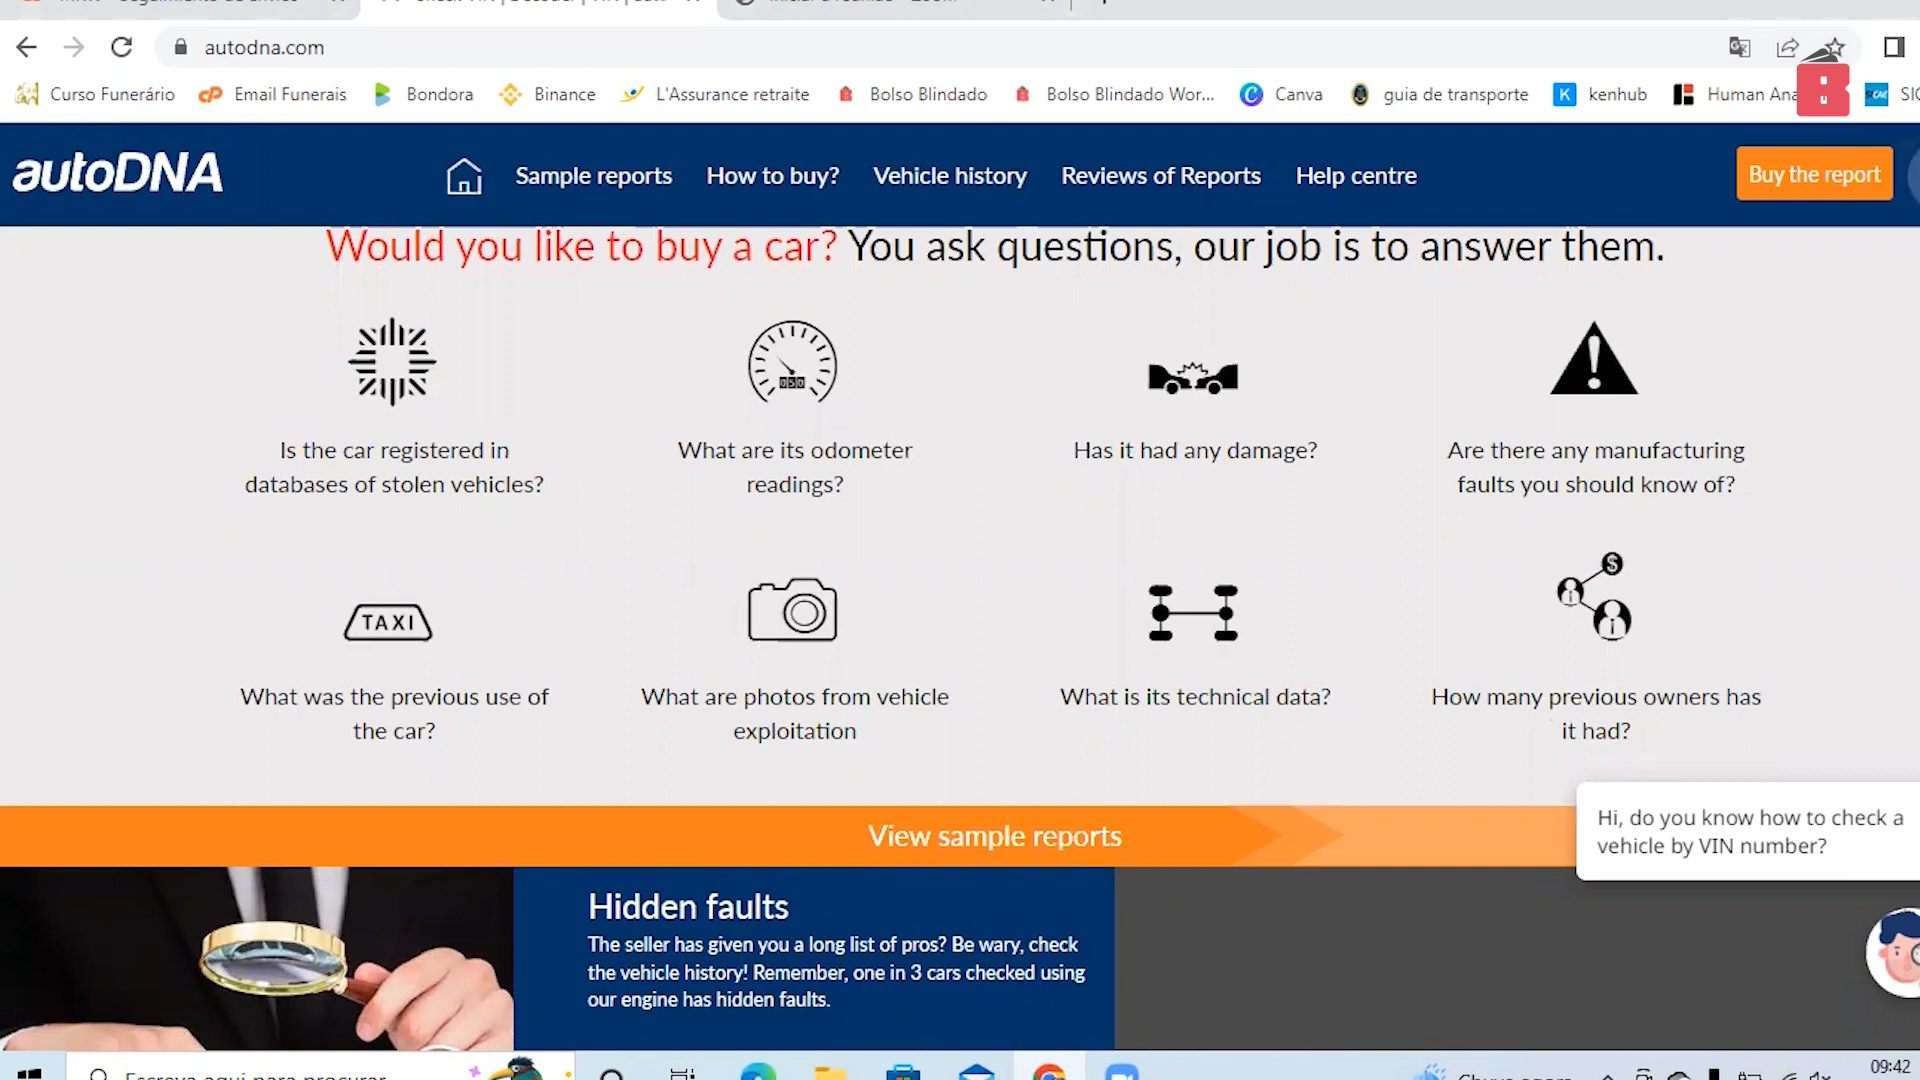 autodna.com
Curso Funerário Email Funerais Bondora Binance L'Assurance retraite Bolso Blindado Bolso Blindado Wor... Canva guia de transporte kenhub Human Ana
autoDNA Sample reports How to buy? Vehicle history Reviews of Reports Help centre Buy the report
Would you like to buy a car? You ask questions, our job is to answer them.
Is the car registered in
databases of stolen vehicles?
What are its odometer
readings?
Has it had any damage?
Are there any manufacturing
faults you should know of?
TAXI
What was the previous use of
the car?
What are photos from vehicle
exploitation
What is its technical data?
How many previous owners has
it had?
View sample reports
Hi, do you know how to check a
vehicle by VIN number?
Hidden faults
The seller has given you a long list of pros? Be wary, check
the vehicle history! Remember, one in 3 cars checked using
our engine has hidden faults.
Escreva aqui para procurar
09:42